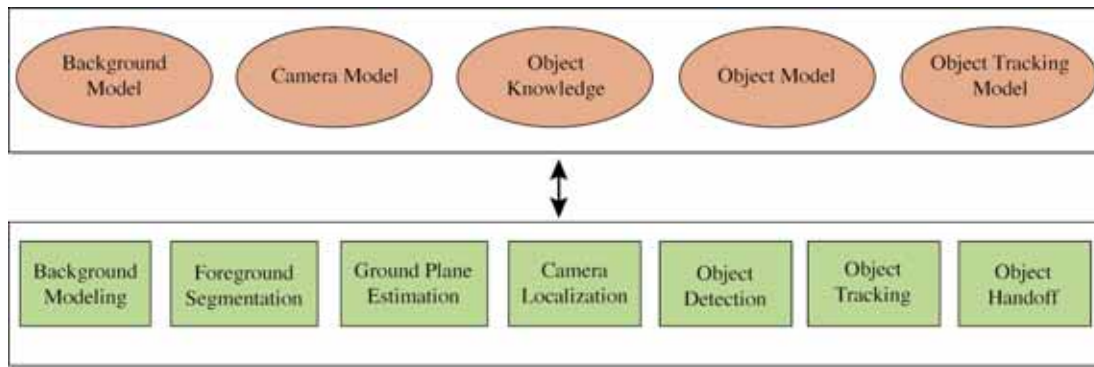 Background
Model
Camera Model
Object
Knowledge
Object Model
Object Tracking
Model
Background
Modeling
Foreground
Segmentation
Ground Plane
Estimation
Camera
Localization
Object
Detection
Object
Tracking
Object
Handoff